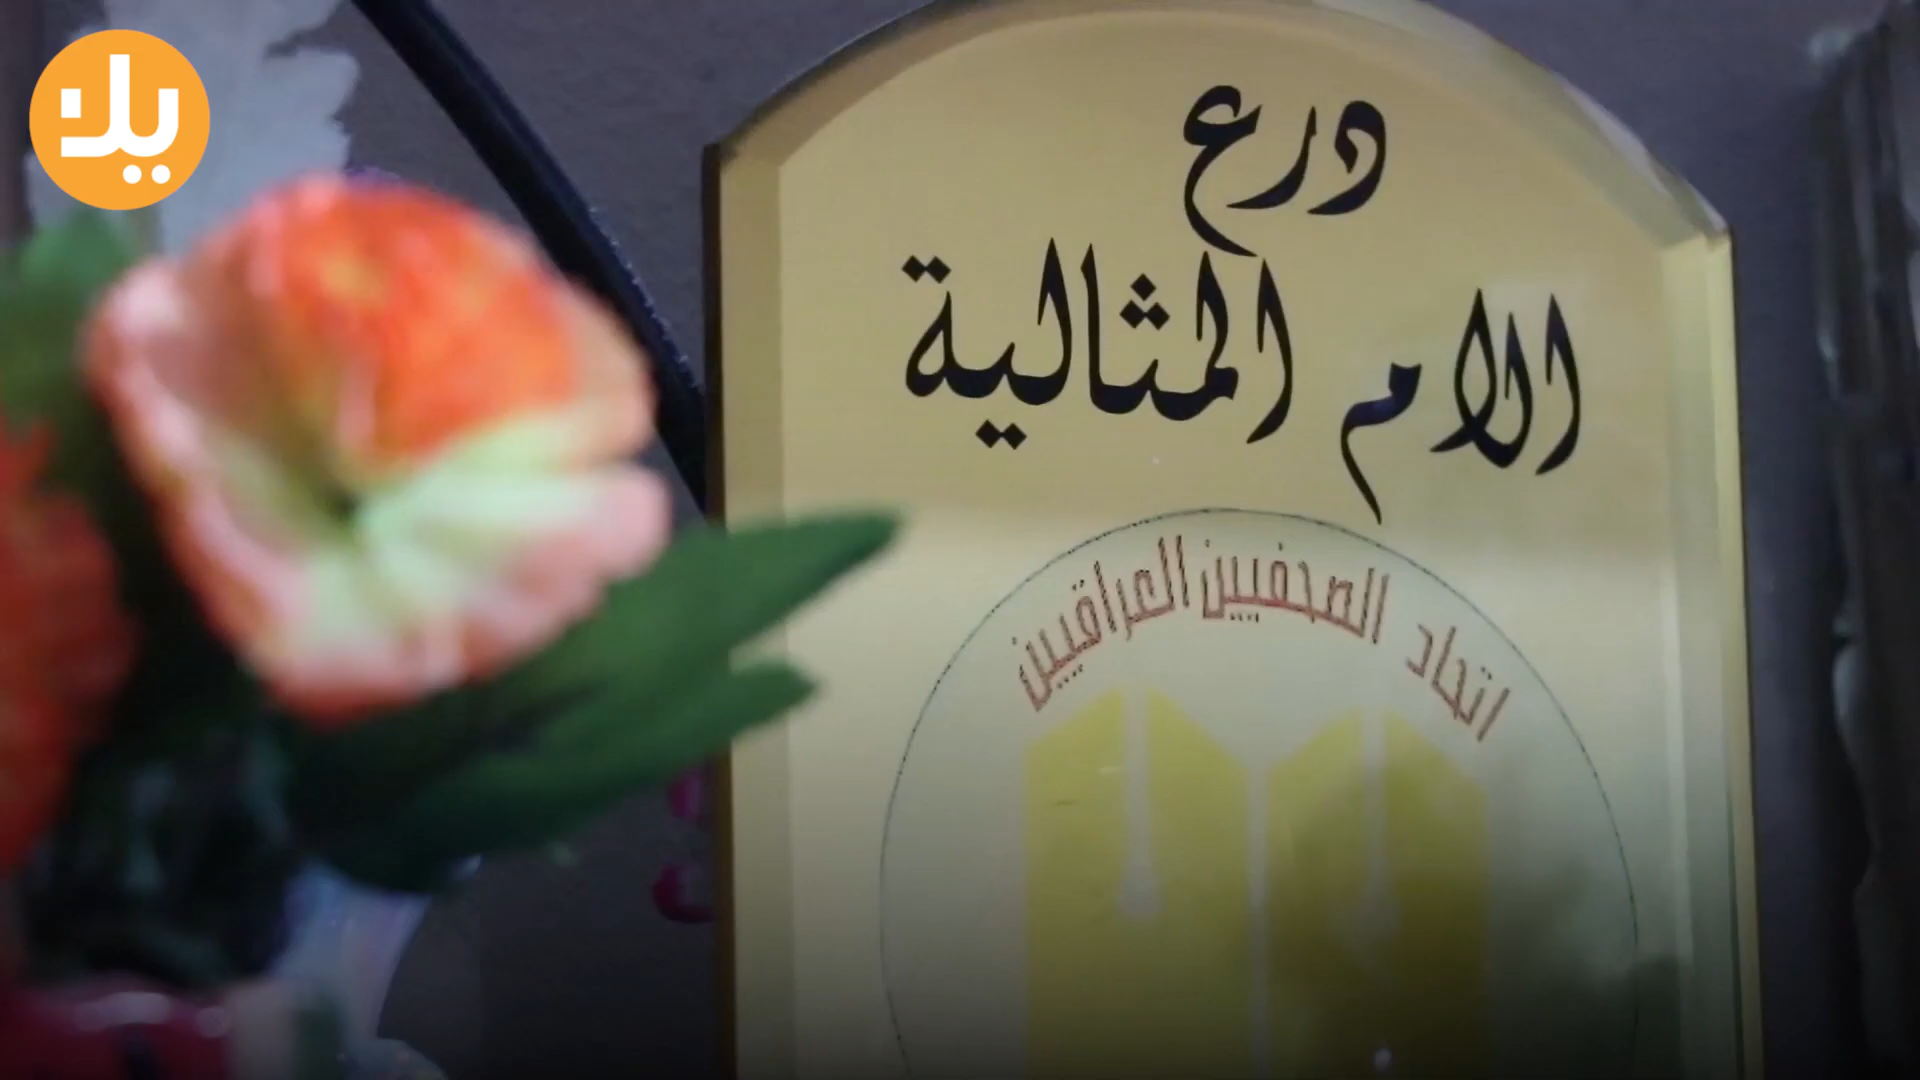 درع
الام المثالية
اتحاد الصحفيين العراقيين